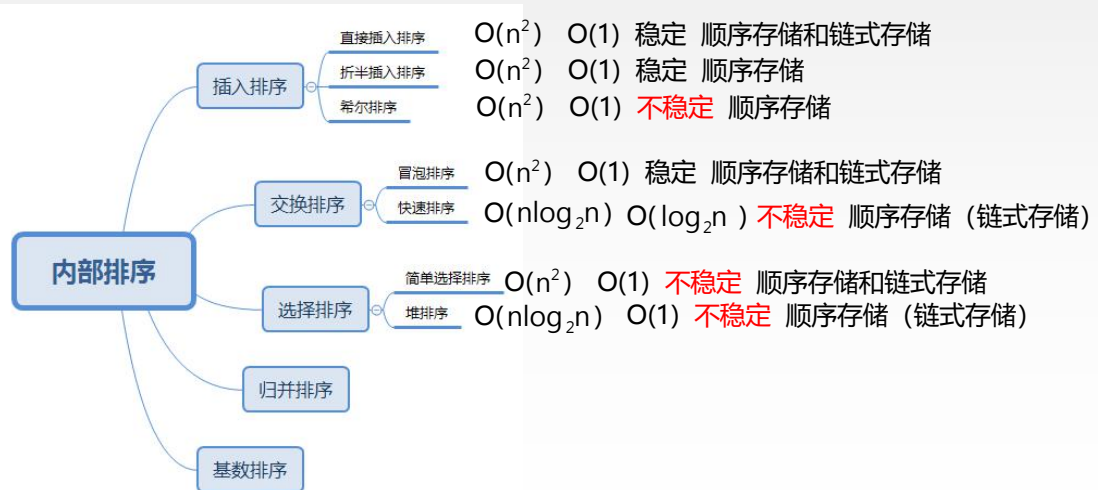 直接插入排序 O(n²) O(1) 稳定 顺序存储和链式存储
插入排序 折半插入排序 O(n²) O(1) 稳定 顺序存储
希尔排序 O(n²) O(1) 不稳定 顺序存储
冒泡排序 O(n²) O(1) 稳定 顺序存储和链式存储
交换排序 快速排序 O(nlog₂n) O(log₂n ) 不稳定 顺序存储（链式存储）
内部排序
简单选择排序 O(n²) O(1) 不稳定 顺序存储和链式存储
选择排序 堆排序 O(nlog₂n) O(1) 不稳定 顺序存储（链式存储）
归并排序
基数排序